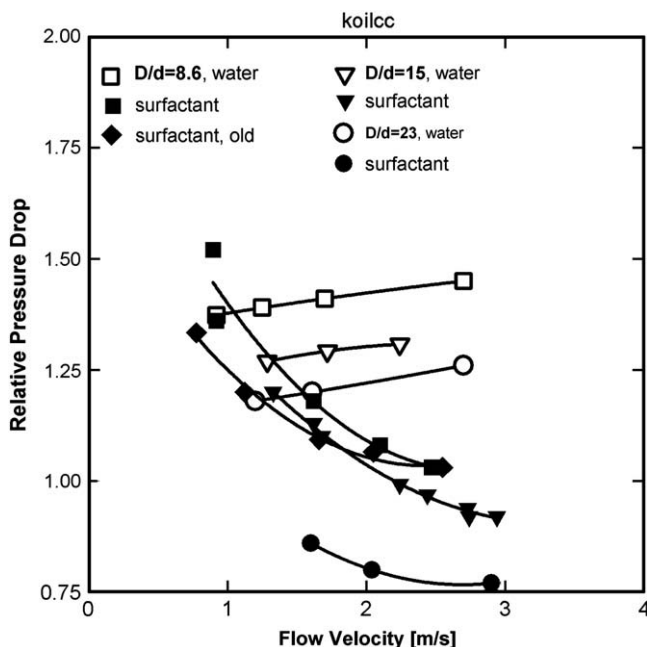 koilcc
2.00
D/d=8.6, water
surfactant
surfactant, old
D/d=15, water
surfactant
D/d=23, water
surfactant
1.75
1.50
1.25
1.00
0.75
Relative Pressure Drop
0
1
2
3
4
Flow Velocity [m/s]